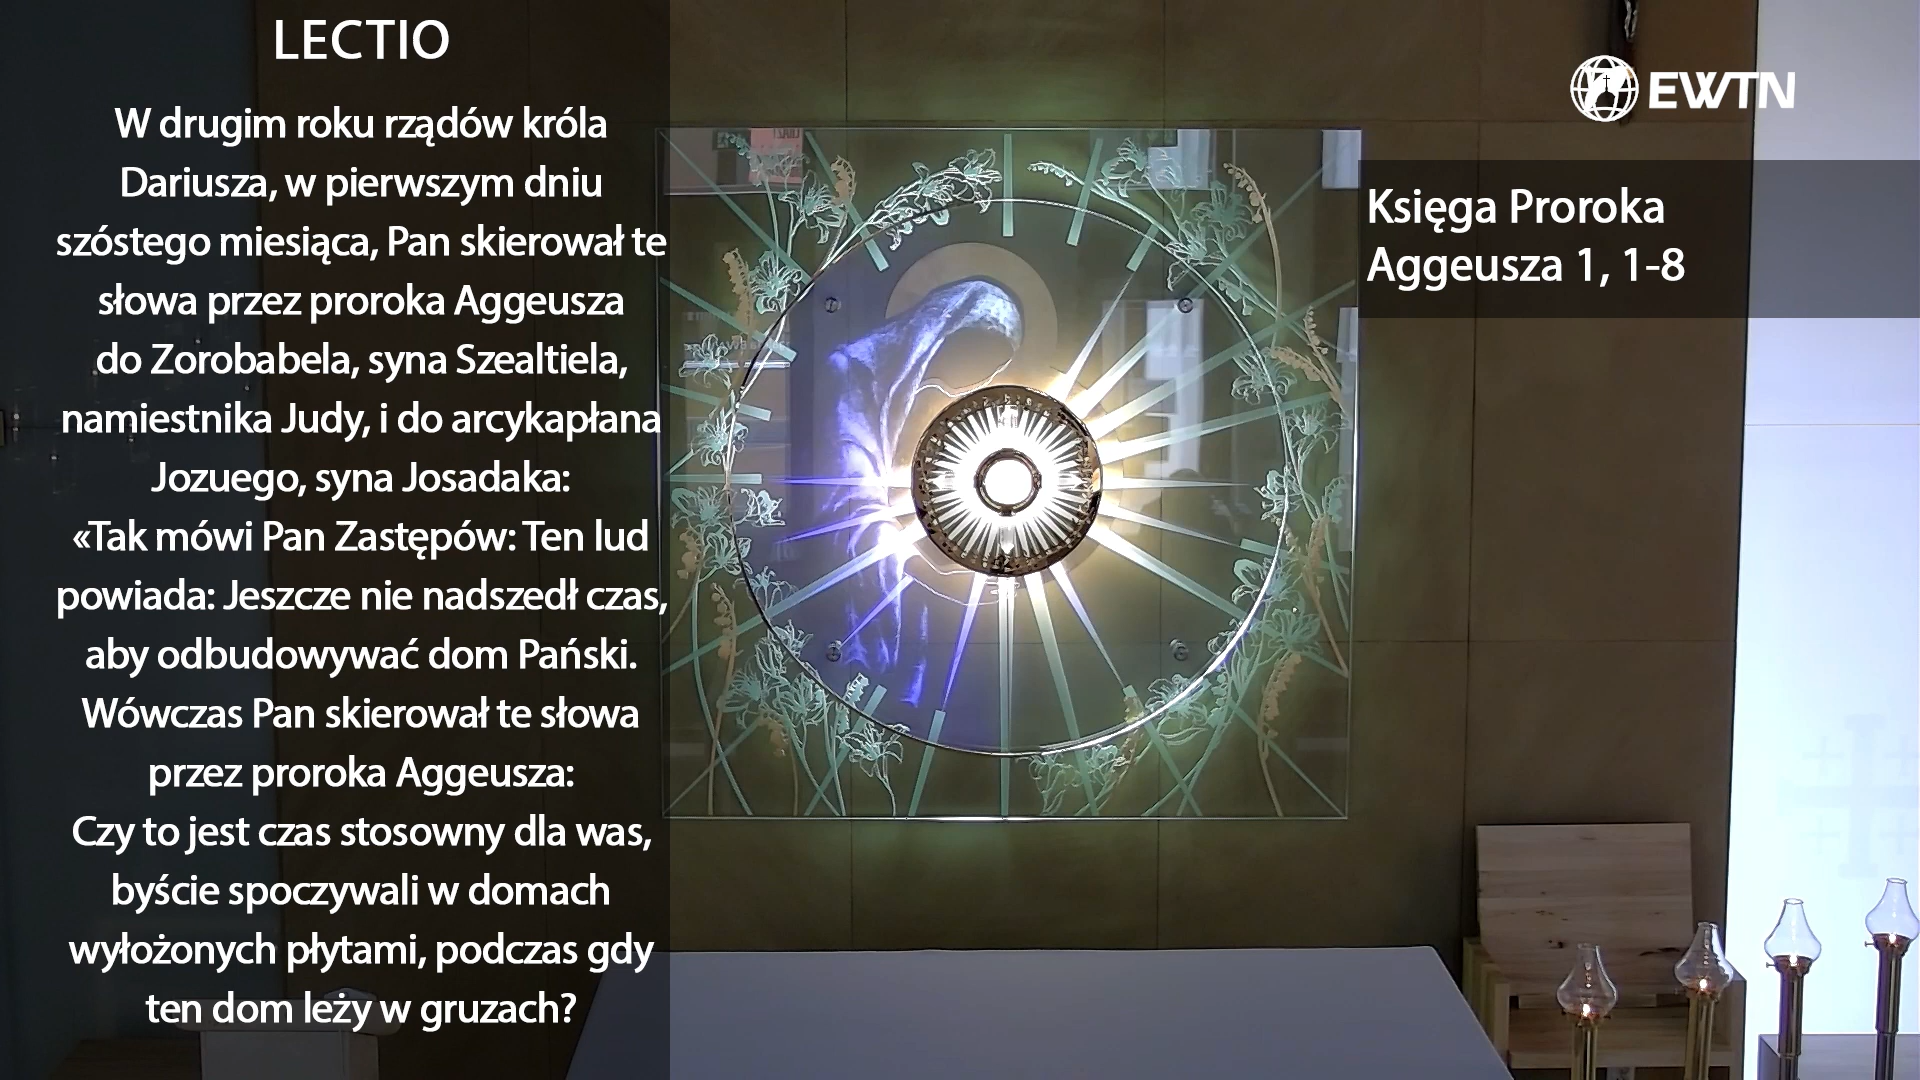 LECTIO
W drugim roku rządów króla
Dariusza, w pierwszym dniu
szóstego miesiąca, Pan skierował te
słowa przez proroka Aggeusza
do Zorobabela, syna Szealtiela,
namiestnika Judy, i do arcykapłana
Jozuego, syna Josadaka:
«Tak mówi Pan Zastępów: Ten lud
powiada: Jeszcze nie nadszedł czas,
aby odbudowywać dom Pański.
Wówczas Pan skierował te słowa
przez proroka Aggeusza:
Czy to jest czas stosowny dla was,
byście spoczywali w domach
wyłożonych płytami, podczas gdy
ten dom leży w gruzach?
EWTN
Księga Proroka
Aggeusza 1, 1-8